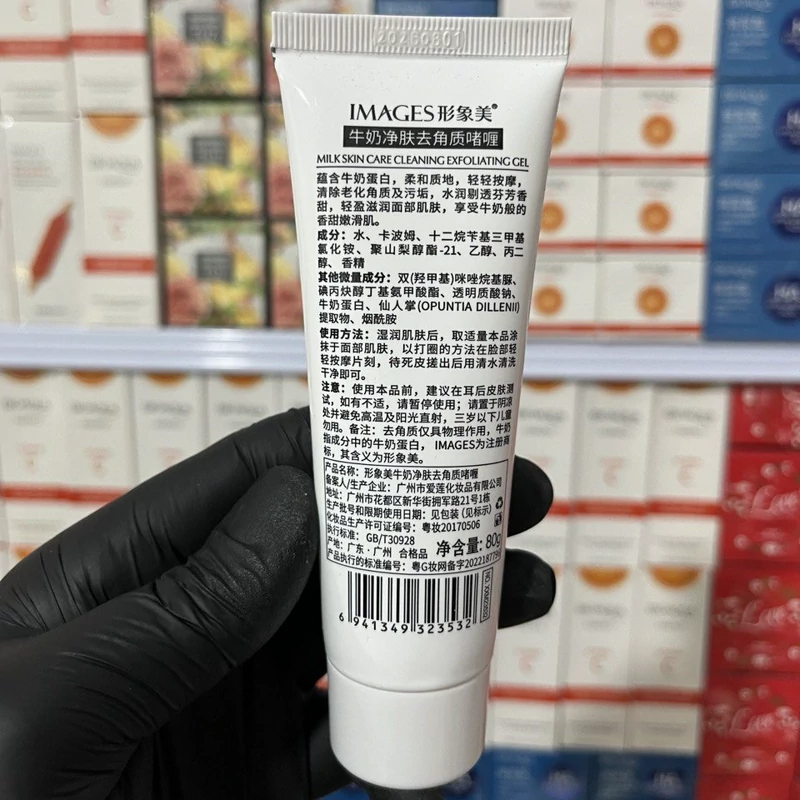 20260901
IMAGES形象美®
牛奶净肤去角质啫喱
MILK SKIN CARE CLEANING EXFOLIATING GEL
蕴含牛奶蛋白，柔和质地，轻轻按摩，
清除老化角质及污垢，水润剔透芬芳香
甜，轻盈滋润面部肌肤，享受牛奶般的
香甜嫩滑肌。
成分：水、卡波姆、十二烷苄基三甲基
氯化铵、聚山梨醇酯-21、乙醇、丙二
醇、香精
其他微量成分：双(羟甲基)咪唑烷基脲、
碘丙炔醇丁基氨甲酸酯、透明质酸钠、
牛奶蛋白、仙人掌(OPUNTIA DILLENII)
提取物、烟酰胺
使用方法：湿润肌肤后，取适量本品涂
抹于面部肌肤，以打圈的方法在脸部轻
轻按摩片刻，待死皮搓出后用清水清洗
干净即可。
注意：使用本品前，建议在耳后皮肤测
试，如有不适，请暂停使用；请置于阴凉
处并避免高温及阳光直射，三岁以下儿童
勿用。备注：去角质仅具物理作用，牛奶
指成分中的牛奶蛋白，IMAGES为注册商
标，其含义为形象美。
产品名称：形象美牛奶净肤去角质啫喱
备案人/生产企业：广州市爱莲化妆品有限公司
地址：广州市花都区新华街拥军路21号1栋
生产批号和限期使用日期：见包装（见标示）
化妆品生产许可证编号：粤妆20170506
执行标准：GB/T30928
产地：广东·广州 合格品 净含量：80g
产品执行的标准编号：粤G妆网备字
6 941349 323532